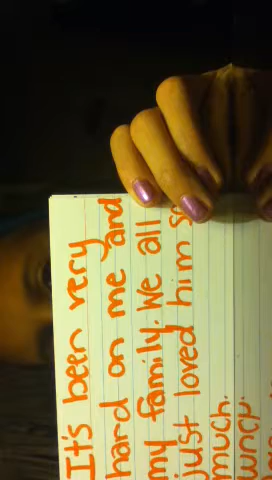 It's been very
hard on me and
my family. We all
just loved him so
much.